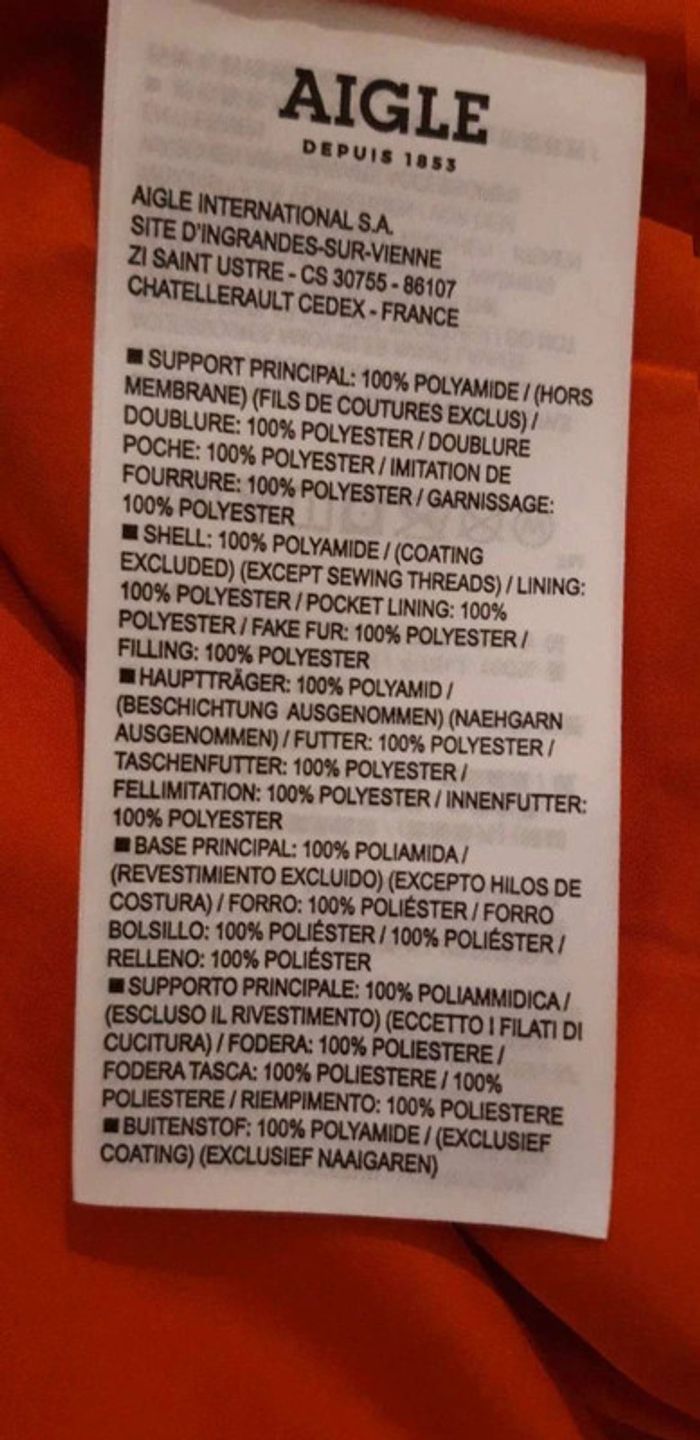 AIGLE
DEPUIS 1853
AIGLE INTERNATIONAL S.A.
SITE D'INGRANDES-SUR-VIENNE
ZI SAINT USTRE - CS 30755 - 86107
CHATELLERAULT CEDEX - FRANCE
■ SUPPORT PRINCIPAL: 100% POLYAMIDE / (HORS
MEMBRANE) (FILS DE COUTURES EXCLUS) /
DOUBLURE: 100% POLYESTER / DOUBLURE
POCHE: 100% POLYESTER / IMITATION DE
FOURRURE: 100% POLYESTER / GARNISSAGE:
100% POLYESTER
■ SHELL: 100% POLYAMIDE / (COATING
EXCLUDED) (EXCEPT SEWING THREADS) / LINING:
100% POLYESTER / POCKET LINING: 100%
POLYESTER / FAKE FUR: 100% POLYESTER /
FILLING: 100% POLYESTER
■ HAUPTTRÄGER: 100% POLYAMID /
(BESCHICHTUNG AUSGENOMMEN) (NAEHGARN
AUSGENOMMEN) / FUTTER: 100% POLYESTER /
TASCHENFUTTER: 100% POLYESTER /
FELLIMITATION: 100% POLYESTER / INNENFUTTER:
100% POLYESTER
■ BASE PRINCIPAL: 100% POLIAMIDA /
(REVESTIMIENTO EXCLUIDO) (EXCEPTO HILOS DE
COSTURA) / FORRO: 100% POLIÉSTER / FORRO
BOLSILLO: 100% POLIÉSTER / 100% POLIÉSTER /
RELLENO: 100% POLIÉSTER
■ SUPPORTO PRINCIPALE: 100% POLIAMMIDICA /
(ESCLUSO IL RIVESTIMENTO) (ECCETTO I FILATI DI
CUCITURA) / FODERA: 100% POLIESTERE /
FODERA TASCA: 100% POLIESTERE / 100%
POLIESTERE / RIEMPIMENTO: 100% POLIESTERE
■ BUITENSTOF: 100% POLYAMIDE / (EXCLUSIEF
COATING) (EXCLUSIEF NAAIGAREN)